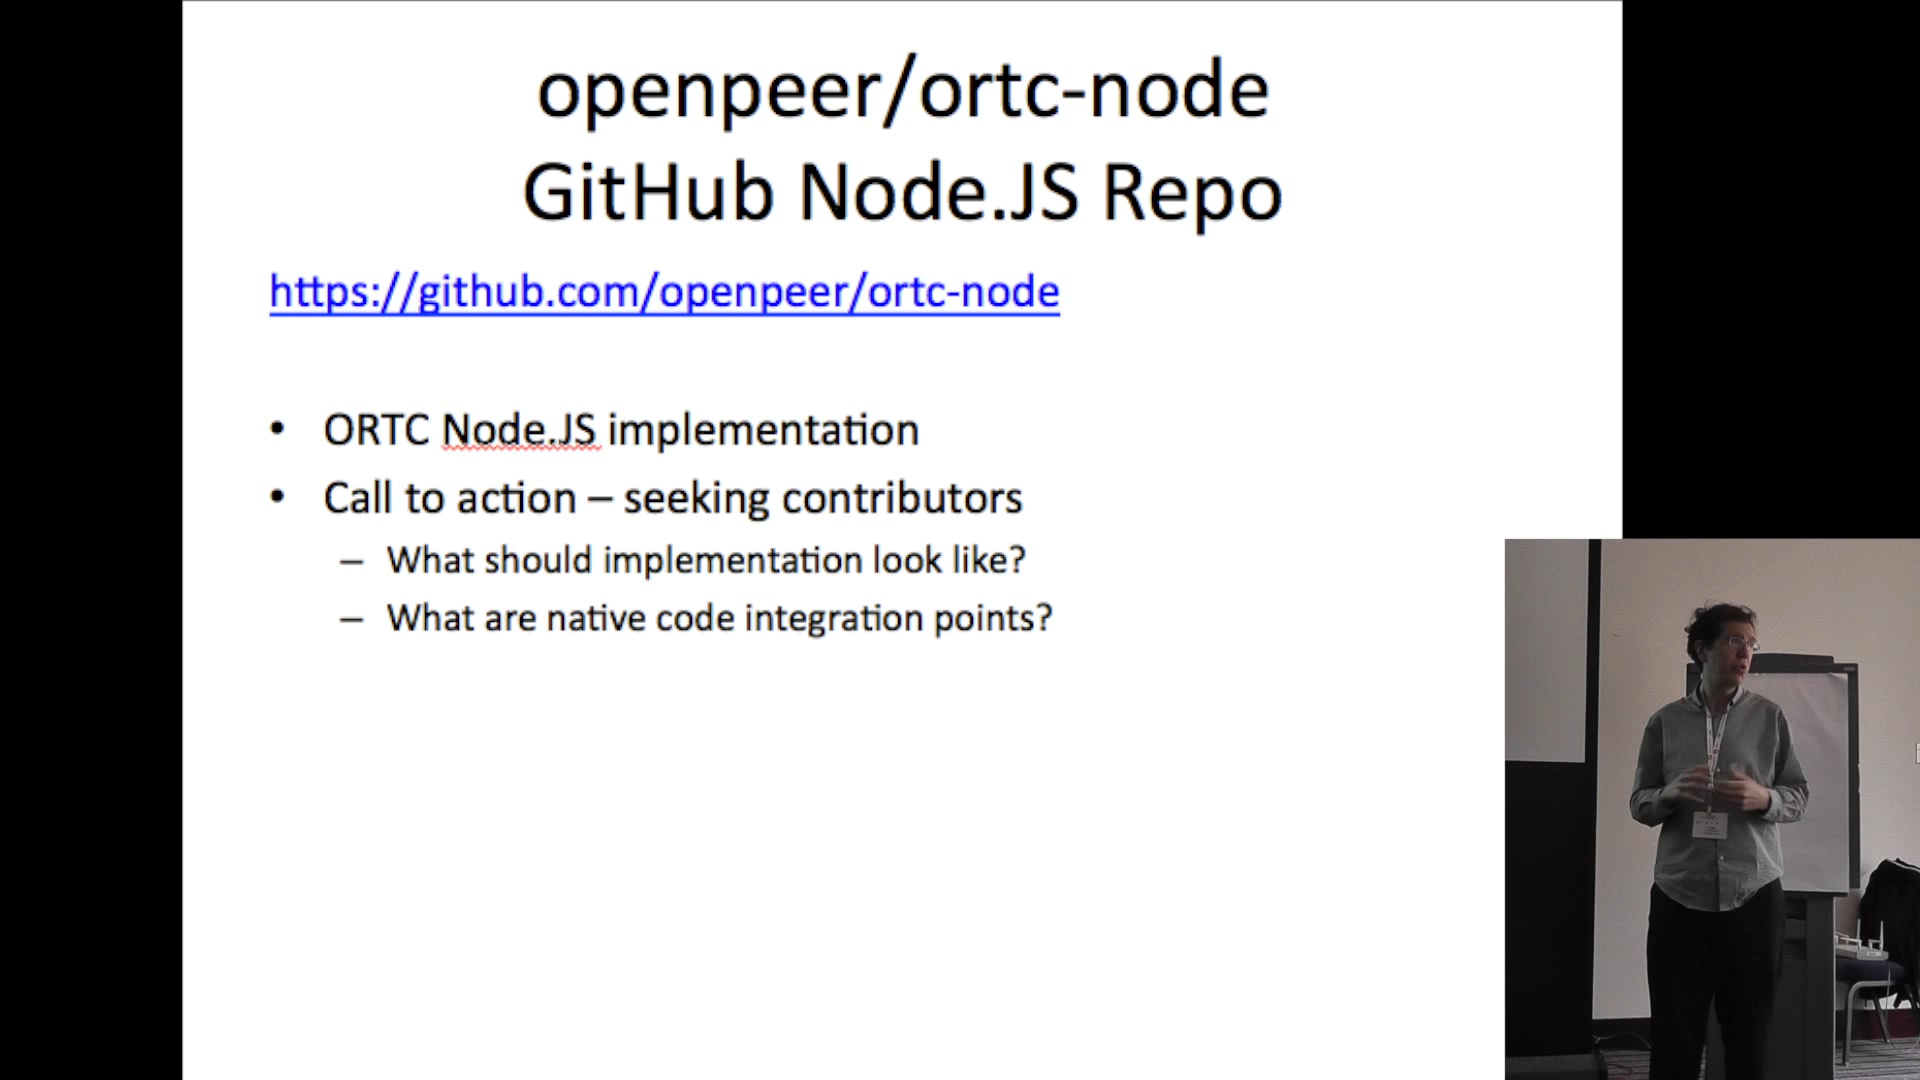 openpeer/ortc-node
GitHub Node.JS Repo
https://github.com/openpeer/ortc-node
• ORTC Node.JS implementation
• Call to action – seeking contributors
– What should implementation look like?
– What are native code integration points?